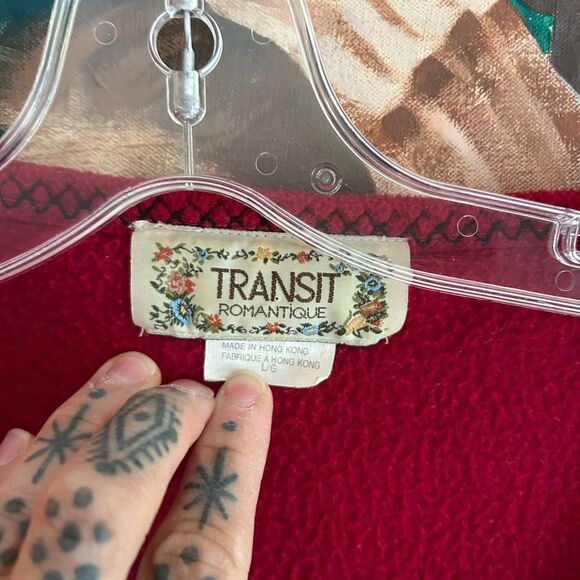 TRANSIT
ROMANTIQUE
MADE IN HONG KONG
FABRIQUE A HONG KONG
L/G